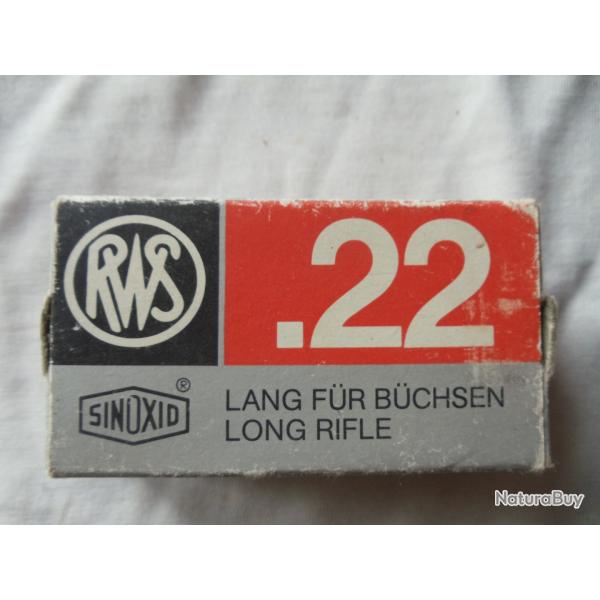 RWS
.22
SINOXID ®
LANG FÜR BÜCHSEN
LONG RIFLE
NaturaBuy